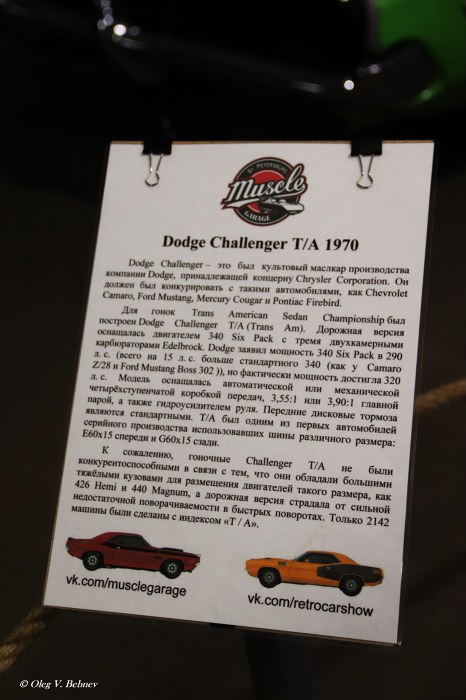 ST. PETERSBURG
Muscle
GARAGE
Dodge Challenger T/A 1970
Dodge Challenger – это был культовый маслкар производства
компании Dodge, принадлежащей концерну Chrysler Corporation. Он
должен был конкурировать с такими автомобилями, как Chevrolet
Camaro, Ford Mustang, Mercury Cougar и Pontiac Firebird.
Для гонок Trans American Sedan Championship был
построен Dodge Challenger T/A (Trans Am). Дорожная версия
оснащалась двигателем 340 Six Pack с тремя двухкамерными
карбюраторами Edelbrock. Dodge заявил мощность 340 Six Pack в 290
л. с. (всего на 15 л. с. больше стандартного 340 (как у Camaro
Z/28 и Ford Mustang Boss 302 )), но фактически мощность достигла 320
л. с. Модель оснащалась автоматической или механической
четырёхступенчатой коробкой передач, 3,55:1 или 3,90:1 главной
парой, а также гидроусилителем руля. Передние дисковые тормоза
являются стандартными. T/A был одним из первых автомобилей
серийного производства использовавших шины различного размера:
E60x15 спереди и G60x15 сзади.
К сожалению, гоночные Challenger T/A не были
конкурентоспособными в связи с тем, что они обладали большими
тяжёлыми кузовами для размещения двигателей такого размера, как
426 Hemi и 440 Magnum, а дорожная версия страдала от сильной
недостаточной поворачиваемости в быстрых поворотах. Только 2142
машины были сделаны с индексом «T / A».
vk.com/musclegarage
vk.com/retrocarshow
© Oleg V. Behnev